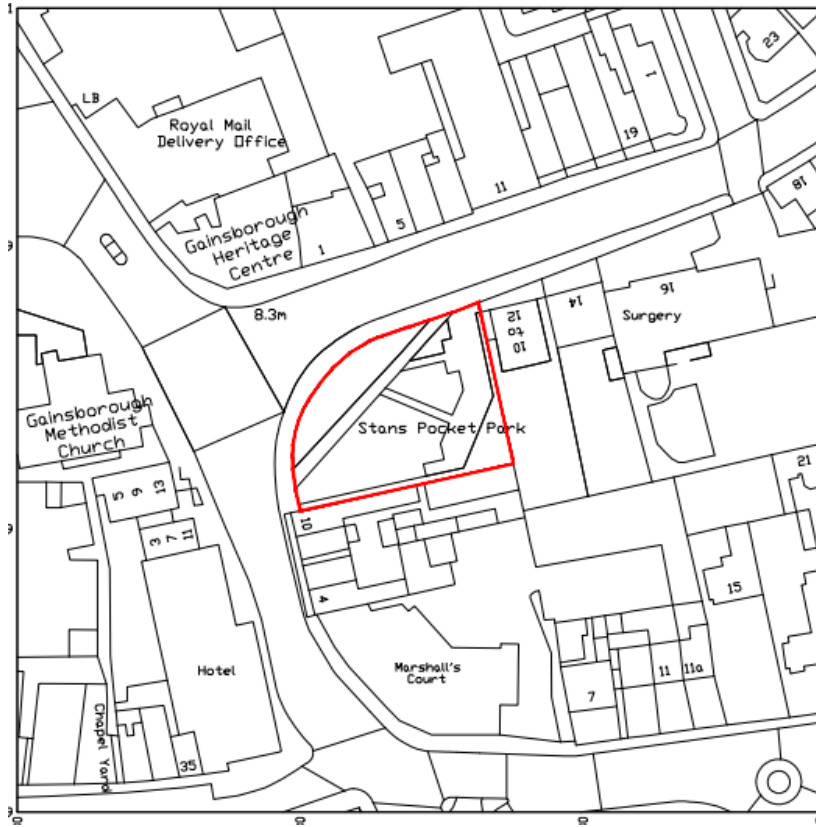 23
LB
1
Royal Mail
Delivery Office
19
11
18
5
Gainsborough
Heritage
Centre
1
16
14
8.3m
Surgery
12
to
10
Gainsborough
Methodist
Church
Stans Pocket Park
21
5
9
13
10
3
7
11
15
4
Hotel
Marshall's
Court
11
11a
7
Chapel Yard
35